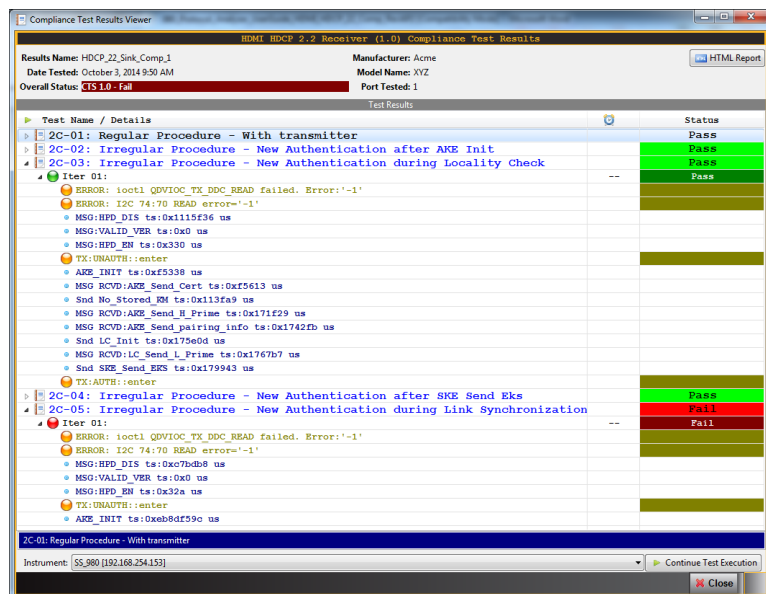 Compliance Test Results Viewer
HDMI HDCP 2.2 Receiver (1.0) Compliance Test Results
Results Name: HDCP_22_Sink_Comp_1
Manufacturer: Acme
HTML Report
Date Tested: October 3, 2014 9:50 AM
Model Name: XYZ
Overall Status: CTS 1.0 - Fail
Port Tested: 1
Test Results
Test Name / Details
Status
2C-01: Regular Procedure - With transmitter
Pass
2C-02: Irregular Procedure - New Authentication after AKE Init
Pass
2C-03: Irregular Procedure - New Authentication during Locality Check
Pass
Iter 01:
--
Pass
ERROR: ioctl QDVIOC_TX_DDC_READ failed. Error:'-1'
ERROR: I2C 74:70 READ error='-1'
MSG:HPD_DIS ts:0x1115f36 us
MSG:VALID_VER ts:0x0 us
MSG:HPD_EN ts:0x330 us
TX:UNAUTH::enter
AKE_INIT ts:0xf5338 us
MSG RCVD:AKE_Send_Cert ts:0xf5613 us
Snd No_Stored_KM ts:0x113fa9 us
MSG RCVD:AKE_Send_H_Prime ts:0x171f29 us
MSG RCVD:AKE_Send_pairing_info ts:0x1742fb us
Snd LC_Init ts:0x175e0d us
MSG RCVD:LC_Send_L_Prime ts:0x1767b7 us
Snd SKE_Send_EKS ts:0x179943 us
TX:AUTH::enter
2C-04: Irregular Procedure - New Authentication after SKE Send Eks
Pass
2C-05: Irregular Procedure - New Authentication during Link Synchronization
Fail
Iter 01:
--
Fail
ERROR: ioctl QDVIOC_TX_DDC_READ failed. Error:'-1'
ERROR: I2C 74:70 READ error='-1'
MSG:HPD_DIS ts:0xc7bdb8 us
MSG:VALID_VER ts:0x0 us
MSG:HPD_EN ts:0x32a us
TX:UNAUTH::enter
AKE_INIT ts:0xeb8df59c us
2C-01: Regular Procedure - With transmitter
Instrument: SS_980 [192.168.254.153]
Continue Test Execution
Close